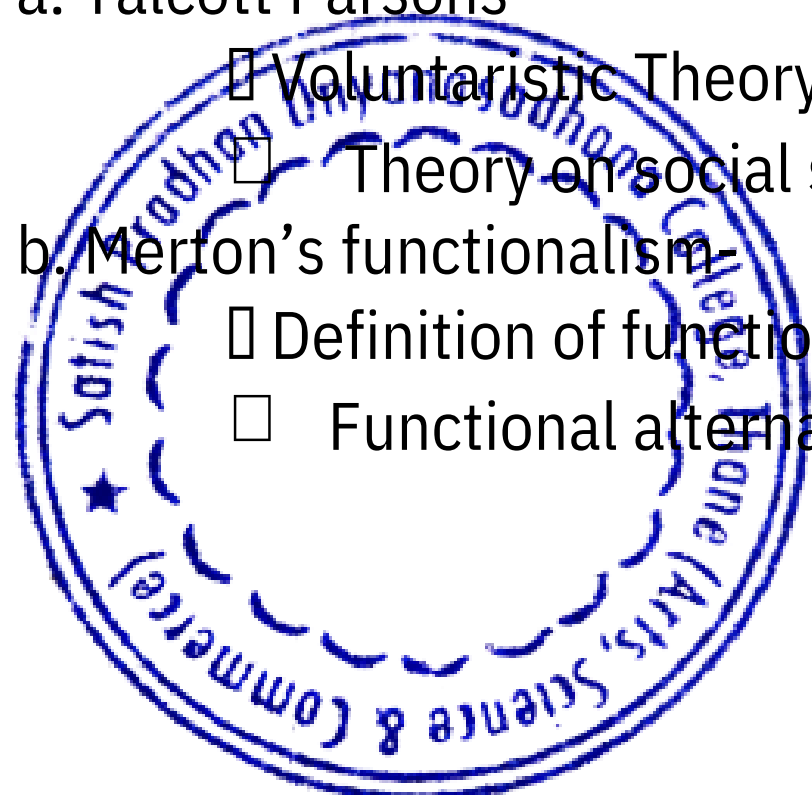 a. Talcott Parsons
Voluntaristic Theory
Theory on social
b. Merton’s functionalism-
Definition of functio
Functional alterna
Satish Pradhan Dnyanasadhana College, Thane (Arts, Science & Commerce)